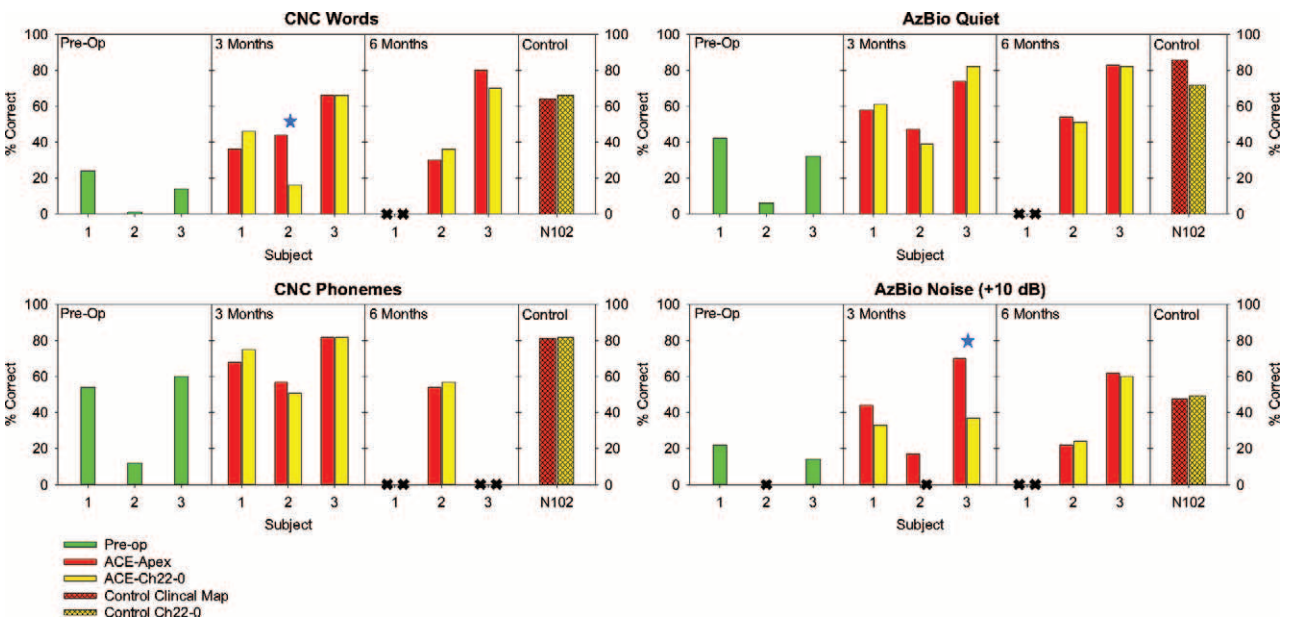 CNC Words
Pre-Op 3 Months 6 Months Control
100 100
80 80
60 60
40 40
20 20
0 0
% Correct % Correct
1 2 3 1 2 3 1 2 3 N102
Subject
AzBio Quiet
Pre-Op 3 Months 6 Months Control
100 100
80 80
60 60
40 40
20 20
0 0
% Correct % Correct
1 2 3 1 2 3 1 2 3 N102
Subject
CNC Phonemes
Pre-Op 3 Months 6 Months Control
100 100
80 80
60 60
40 40
20 20
0 0
% Correct % Correct
1 2 3 1 2 3 1 2 3 N102
Subject
AzBio Noise (+10 dB)
Pre-Op 3 Months 6 Months Control
100 100
80 80
60 60
40 40
20 20
0 0
% Correct % Correct
1 2 3 1 2 3 1 2 3 N102
Subject
Pre-op
ACE-Apex
ACE-Ch22-0
Control Clincal Map
Control Ch22-0